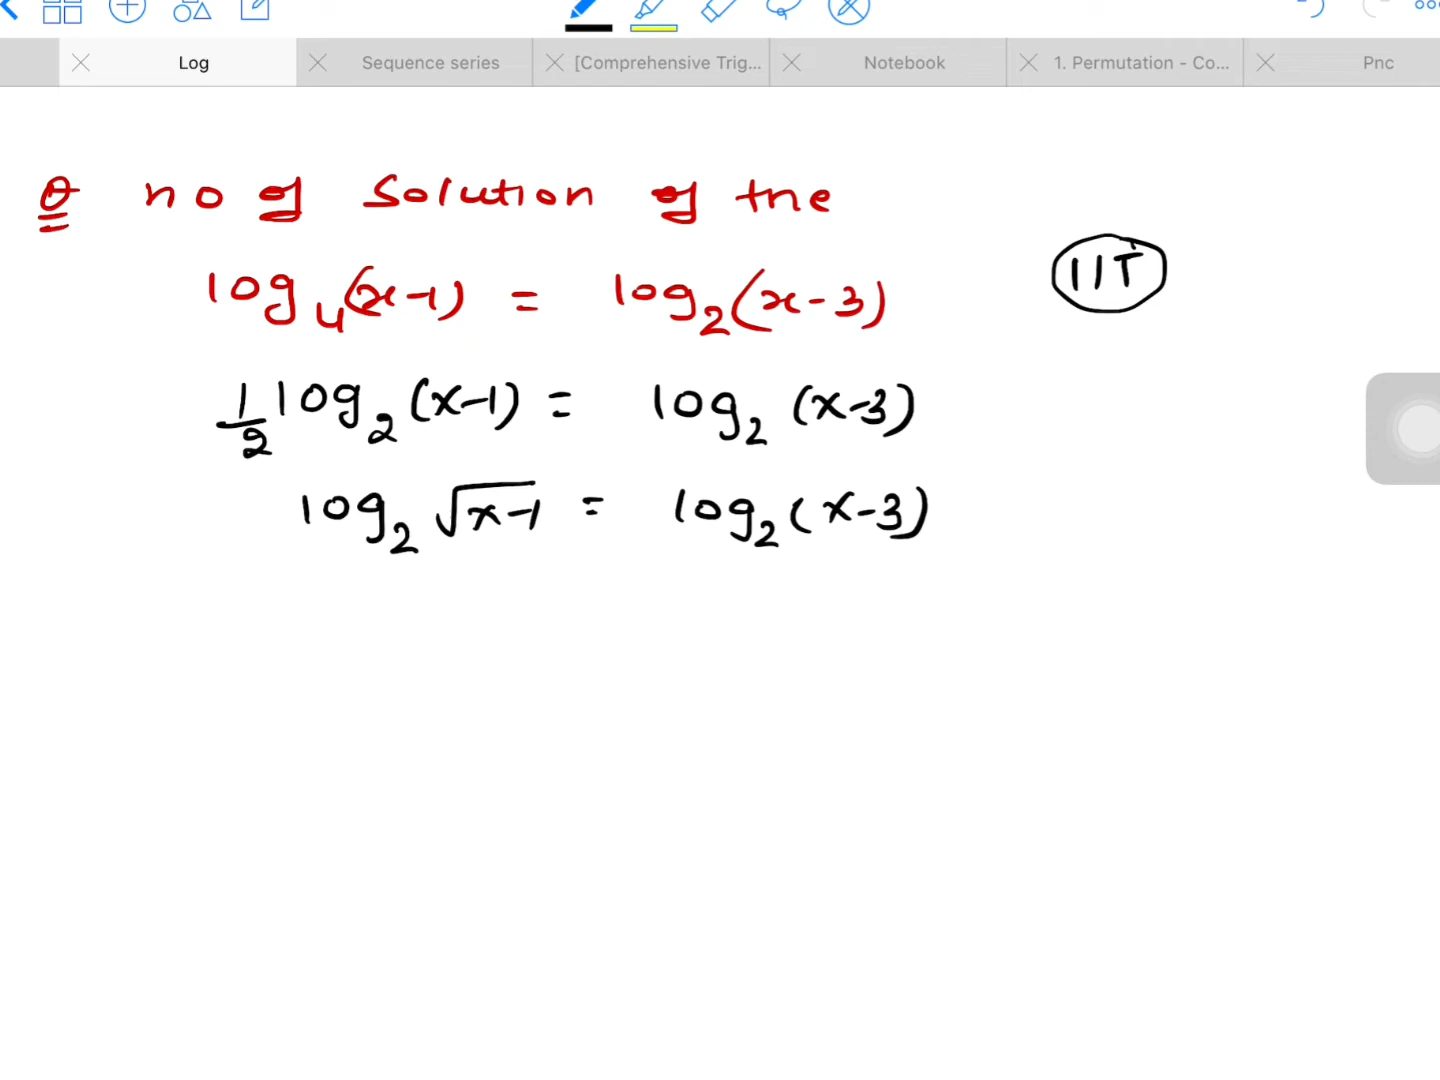 Log
Sequence series
[Comprehensive Trig...
Notebook
1. Permutation - Co...
Pnc
Q no of Solution of the
log₄(x-1) = log₂(x-3)
IIT
1/2 log₂(x-1) = log₂(x-3)
log₂√x-1 = log₂(x-3)